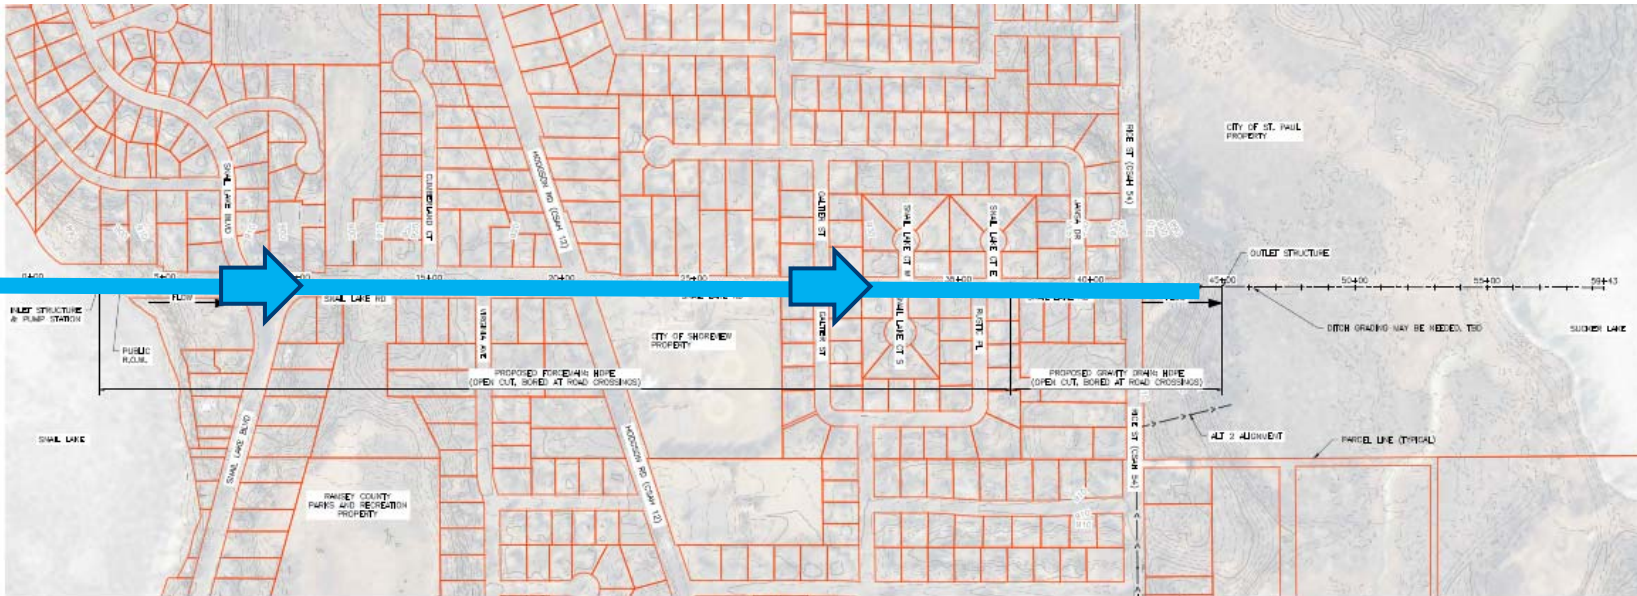 RICE ST (CSAH 54)
CITY OF ST. PAUL
PROPERTY
SNAIL LAKE BLVD
CUMBERLAND CT
HODGSON RD (CSAH 12)
GALTIER ST
SNAIL LAKE CT N
SNAIL LAKE CT E
JANSA DR
OUTLET STRUCTURE
0+00
5+00
15+00
20+00
25+00
35+00
40+00
45+00
50+00
55+00
59+43
INLET STRUCTURE
& PUMP STATION
FLOW
SNAIL LAKE RD
PUBLIC
R.O.W.
VIRGINIA AVE
CITY OF SHOREVIEW
PROPERTY
GALTIER ST
SNAIL LAKE CT S
RUSTIC PL
DITCH GRADING MAY BE NEEDED, TBD
SUCKER LAKE
PROPOSED FORCEMAIN: HDPE
(OPEN CUT, BORED AT ROAD CROSSINGS)
PROPOSED GRAVITY DRAIN: HDPE
(OPEN CUT, BORED AT ROAD CROSSINGS)
SNAIL LAKE
SNAIL LAKE BLVD
HODGSON RD (CSAH 12)
RICE ST (CSAH 54)
ALT 2 ALIGNMENT
PARCEL LINE (TYPICAL)
RAMSEY COUNTY
PARKS AND RECREATION
PROPERTY
910